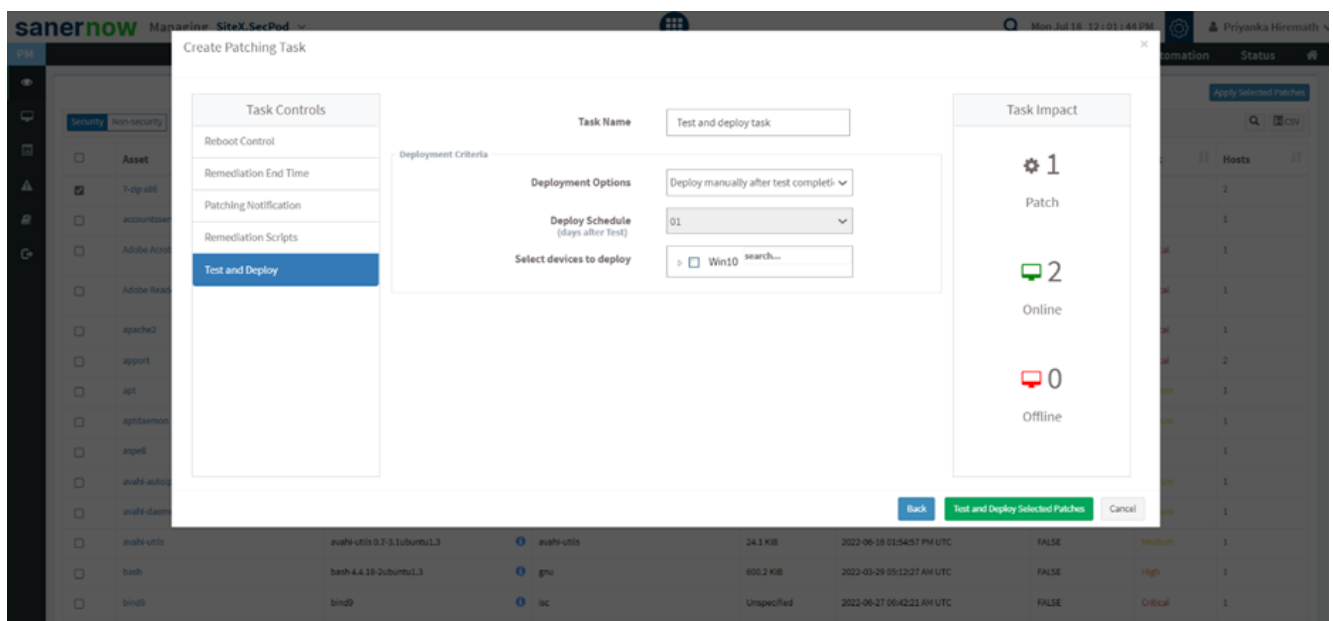 sanernow Managing SiteX.SecPod Mon Jul 18 12:01:44 PM Priyanka Hiremath
PM Status
Create Patching Task ×
Apply Selected Patches
Security Non-security CSV
Asset Hosts
7-zip x86 2
1
1
1
apache2 1
apport 2
apt 1
aptdaemon 1
aspell 1
1
1
Task Controls
Reboot Control
Remediation End Time
Patching Notification
Remediation Scripts
Test and Deploy
Task Name Test and deploy task
Deployment Criteria
Deployment Options Deploy manually after test completi
Deploy Schedule 01
(days after Test)
Select devices to deploy Win10 search...
Task Impact
1
Patch
2
Online
0
Offline
Back Test and Deploy Selected Patches Cancel
avahi-utils avahi-utils 0.7-3.1ubuntu1.3 avahi-utils 24.1 KiB 2022-06-16 01:54:57 PM UTC FALSE Medium 1
bash bash 4.4.18-2ubuntu1.3 gnu 600.2 KiB 2022-03-29 05:12:27 AM UTC FALSE High 1
bind9 bind9 isc Unspecified 2022-06-27 06:42:21 AM UTC FALSE Critical 1